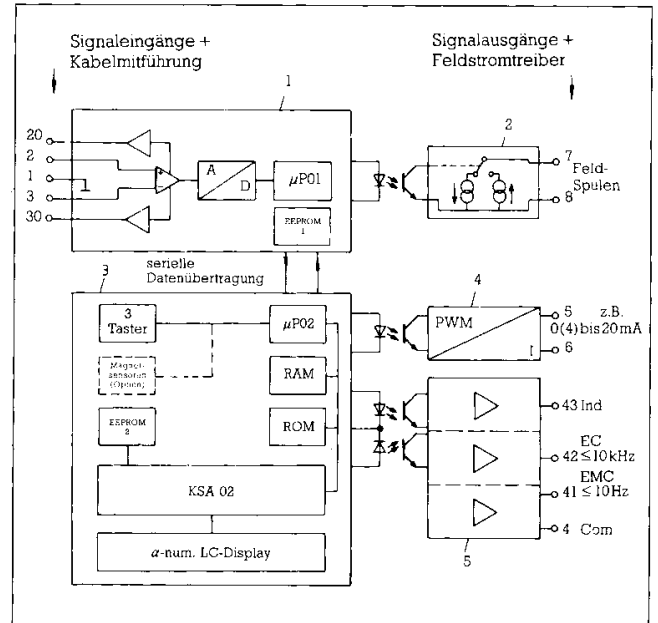 Signaleingänge +
Kabelmitführung
Signalausgänge +
Feldstromtreiber
1
20
2
1
3
30
+
−
A
D
µP01
EEPROM
1
2
7
Feld-
Spulen
8
serielle
Datenübertragung
3
3
Taster
Magnet-
sensoren
(Option)
EEPROM
2
µP02
RAM
ROM
KSA 02
a-num. LC-Display
4
PWM
I
5 z.B.
0(4)bis20mA
6
43 Ind
EC
42 ≤10kHz
EMC
41 ≤10Hz
4 Com
5